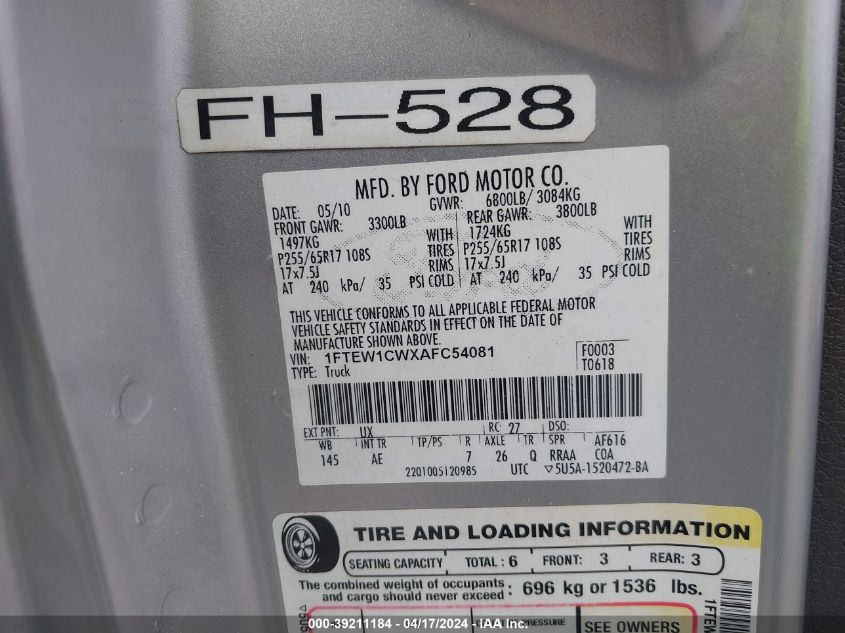 FH-528
MFD. BY FORD MOTOR CO.
DATE: 05/10 GVWR: 6800LB/ 3084KG
FRONT GAWR: 3300LB REAR GAWR: 3800LB
1497KG WITH 1724KG WITH
P255/65R17 108S TIRES P255/65R17 108S TIRES
17x7.5J RIMS 17x7.5J RIMS
AT 240 kPa/ 35 PSI COLD AT 240 kPa/ 35 PSI COLD
THIS VEHICLE CONFORMS TO ALL APPLICABLE FEDERAL MOTOR
VEHICLE SAFETY STANDARDS IN EFFECT ON THE DATE OF
MANUFACTURE SHOWN ABOVE.
VIN: 1FTEW1CWXAFC54081 F0003
TYPE: Truck T0618
EXT PNT: UX RC: 27 DSO:
WB INT TR TP/PS R AXLE TR SPR AF616
145 AE 7 26 Q RRAA COA
2201005120985 UTC ▽5U5A-1520472-BA
TIRE AND LOADING INFORMATION
SEATING CAPACITY TOTAL : 6 FRONT: 3 REAR: 3
The combined weight of occupants
and cargo should never exceed : 696 kg or 1536 lbs.
SEE OWNERS
1FTEW
000-39211184 - 04/17/2024 - IAA Inc.